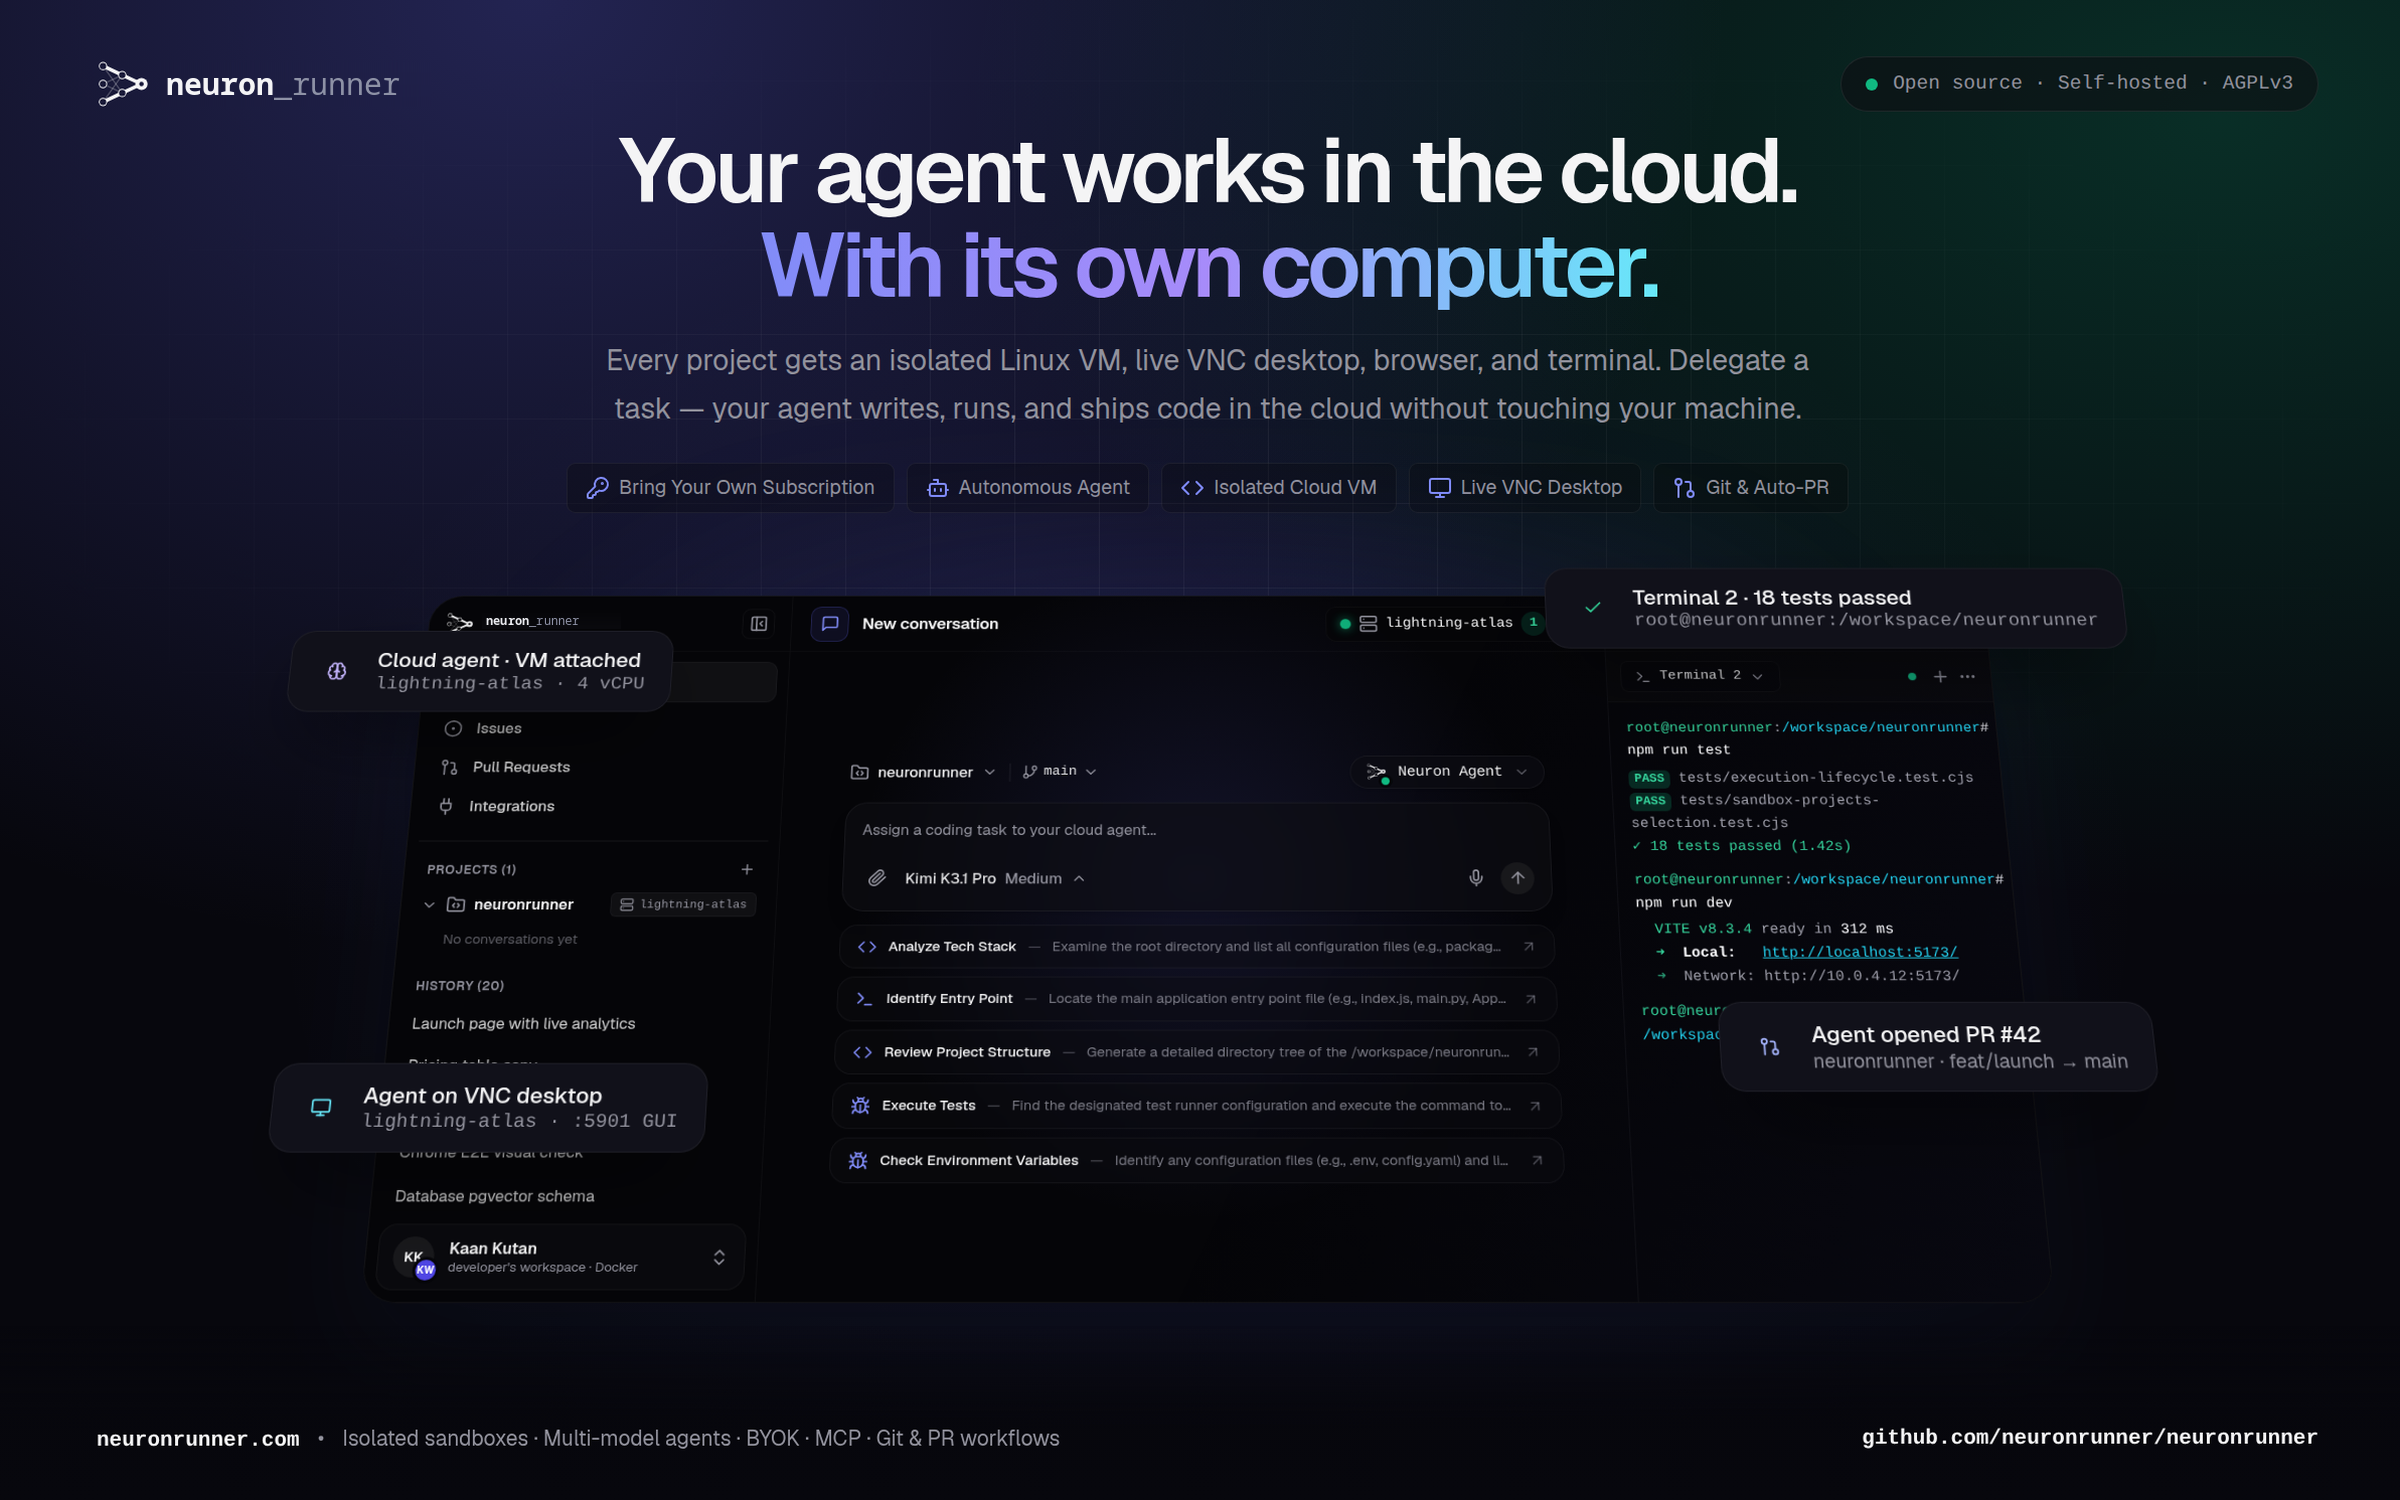 neuron_runner
Open source · Self-hosted · AGPLv3
Your agent works in the cloud.
With its own computer.
Every project gets an isolated Linux VM, live VNC desktop, browser, and terminal. Delegate a
task — your agent writes, runs, and ships code in the cloud without touching your machine.
Bring Your Own Subscription
Autonomous Agent
Isolated Cloud VM
Live VNC Desktop
Git & Auto-PR
neuron_runner
Cloud agent · VM attached
lightning-atlas · 4 vCPU
Issues
Pull Requests
Integrations
PROJECTS (1)
neuronrunner
lightning-atlas
No conversations yet
HISTORY (20)
Launch page with live analytics
Agent on VNC desktop
lightning-atlas · :5901 GUI
Chrome E2E visual check
Database pgvector schema
KK
KW
Kaan Kutan
developer's workspace · Docker
New conversation
lightning-atlas 1
neuronrunner
main
Neuron Agent
Assign a coding task to your cloud agent...
Kimi K3.1 Pro Medium
Analyze Tech Stack — Examine the root directory and list all configuration files (e.g., packag...
Identify Entry Point — Locate the main application entry point file (e.g., index.js, main.py, App...
Review Project Structure — Generate a detailed directory tree of the /workspace/neuronrun...
Execute Tests — Find the designated test runner configuration and execute the command to...
Check Environment Variables — Identify any configuration files (e.g., .env, config.yaml) and li...
Terminal 2 · 18 tests passed
root@neuronrunner:/workspace/neuronrunner
Terminal 2
root@neuronrunner:/workspace/neuronrunner#
npm run test
PASS tests/execution-lifecycle.test.cjs
PASS tests/sandbox-projects-
selection.test.cjs
✓ 18 tests passed (1.42s)
root@neuronrunner:/workspace/neuronrunner#
npm run dev
VITE v8.3.4 ready in 312 ms
➜ Local: http://localhost:5173/
➜ Network: http://10.0.4.12:5173/
root@neur
/workspac
Agent opened PR #42
neuronrunner · feat/launch → main
neuronrunner.com • Isolated sandboxes · Multi-model agents · BYOK · MCP · Git & PR workflows
github.com/neuronrunner/neuronrunner